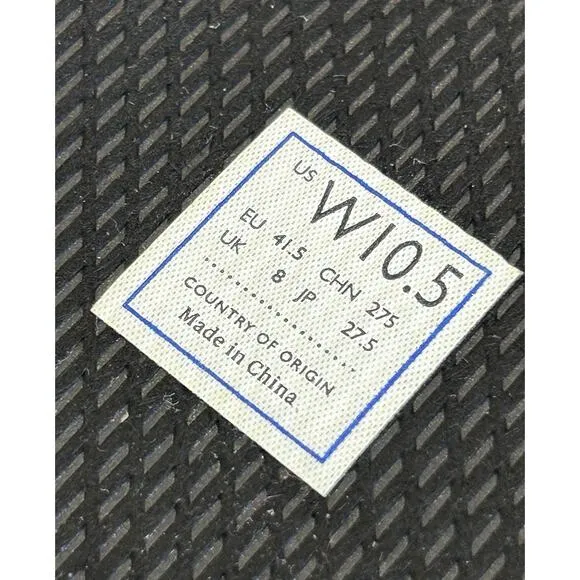 US W10.5
EU 41.5 CHN 275
UK 8 JP 27.5
COUNTRY OF ORIGIN
Made in China